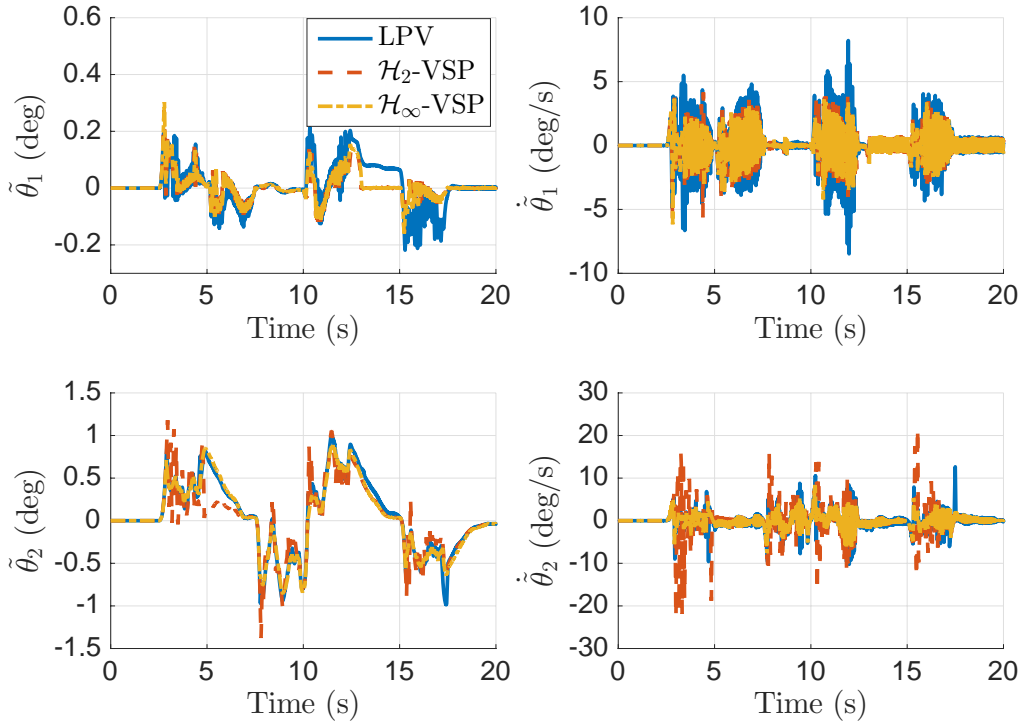 0.6
0.4
0.2
0
-0.2
θ̃₁ (deg)
0 5 10 15 20
Time (s)
LPV
ℋ₂-VSP
ℋ∞-VSP
10
5
0
-5
-10
θ̃̇₁ (deg/s)
0 5 10 15 20
Time (s)
1.5
1
0.5
0
-0.5
-1
-1.5
θ̃₂ (deg)
0 5 10 15 20
Time (s)
30
20
10
0
-10
-20
-30
θ̃̇₂ (deg/s)
0 5 10 15 20
Time (s)